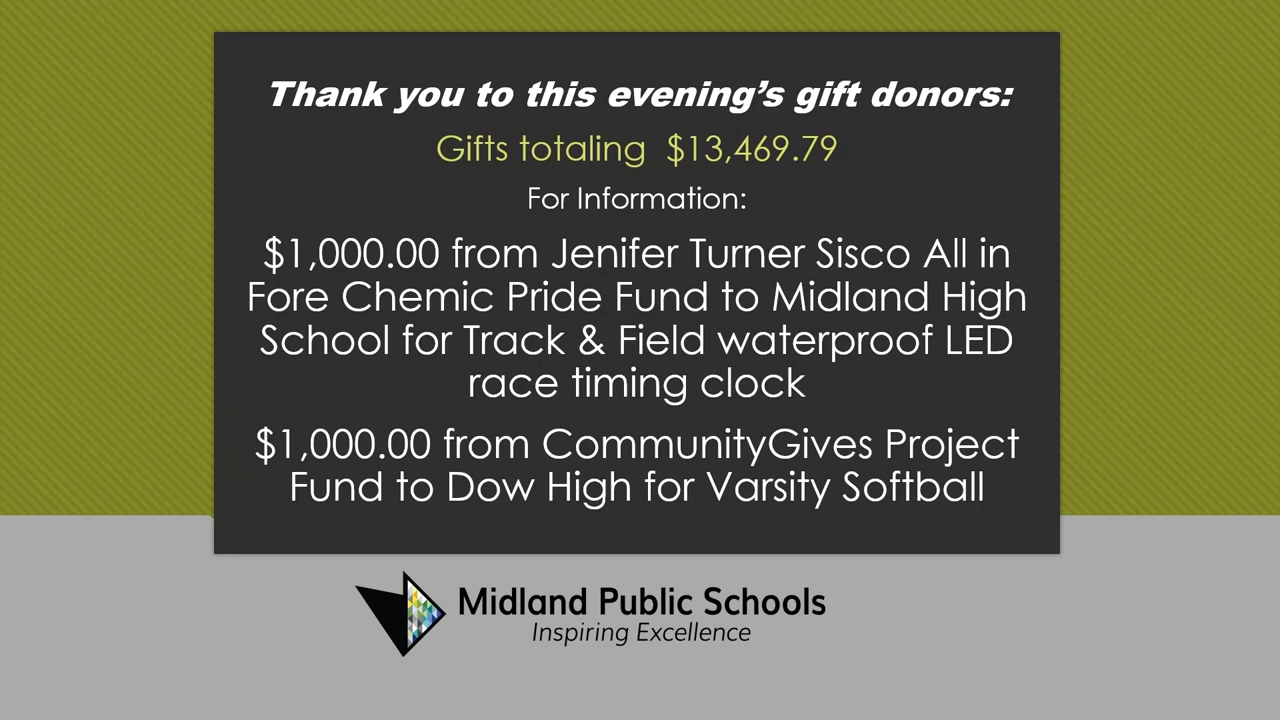 Thank you to this evening's gift donors:
Gifts totaling $13,469.79
For Information:
$1,000.00 from Jenifer Turner Sisco All in
Fore Chemic Pride Fund to Midland High
School for Track & Field waterproof LED
race timing clock
$1,000.00 from CommunityGives Project
Fund to Dow High for Varsity Softball
Midland Public Schools
Inspiring Excellence